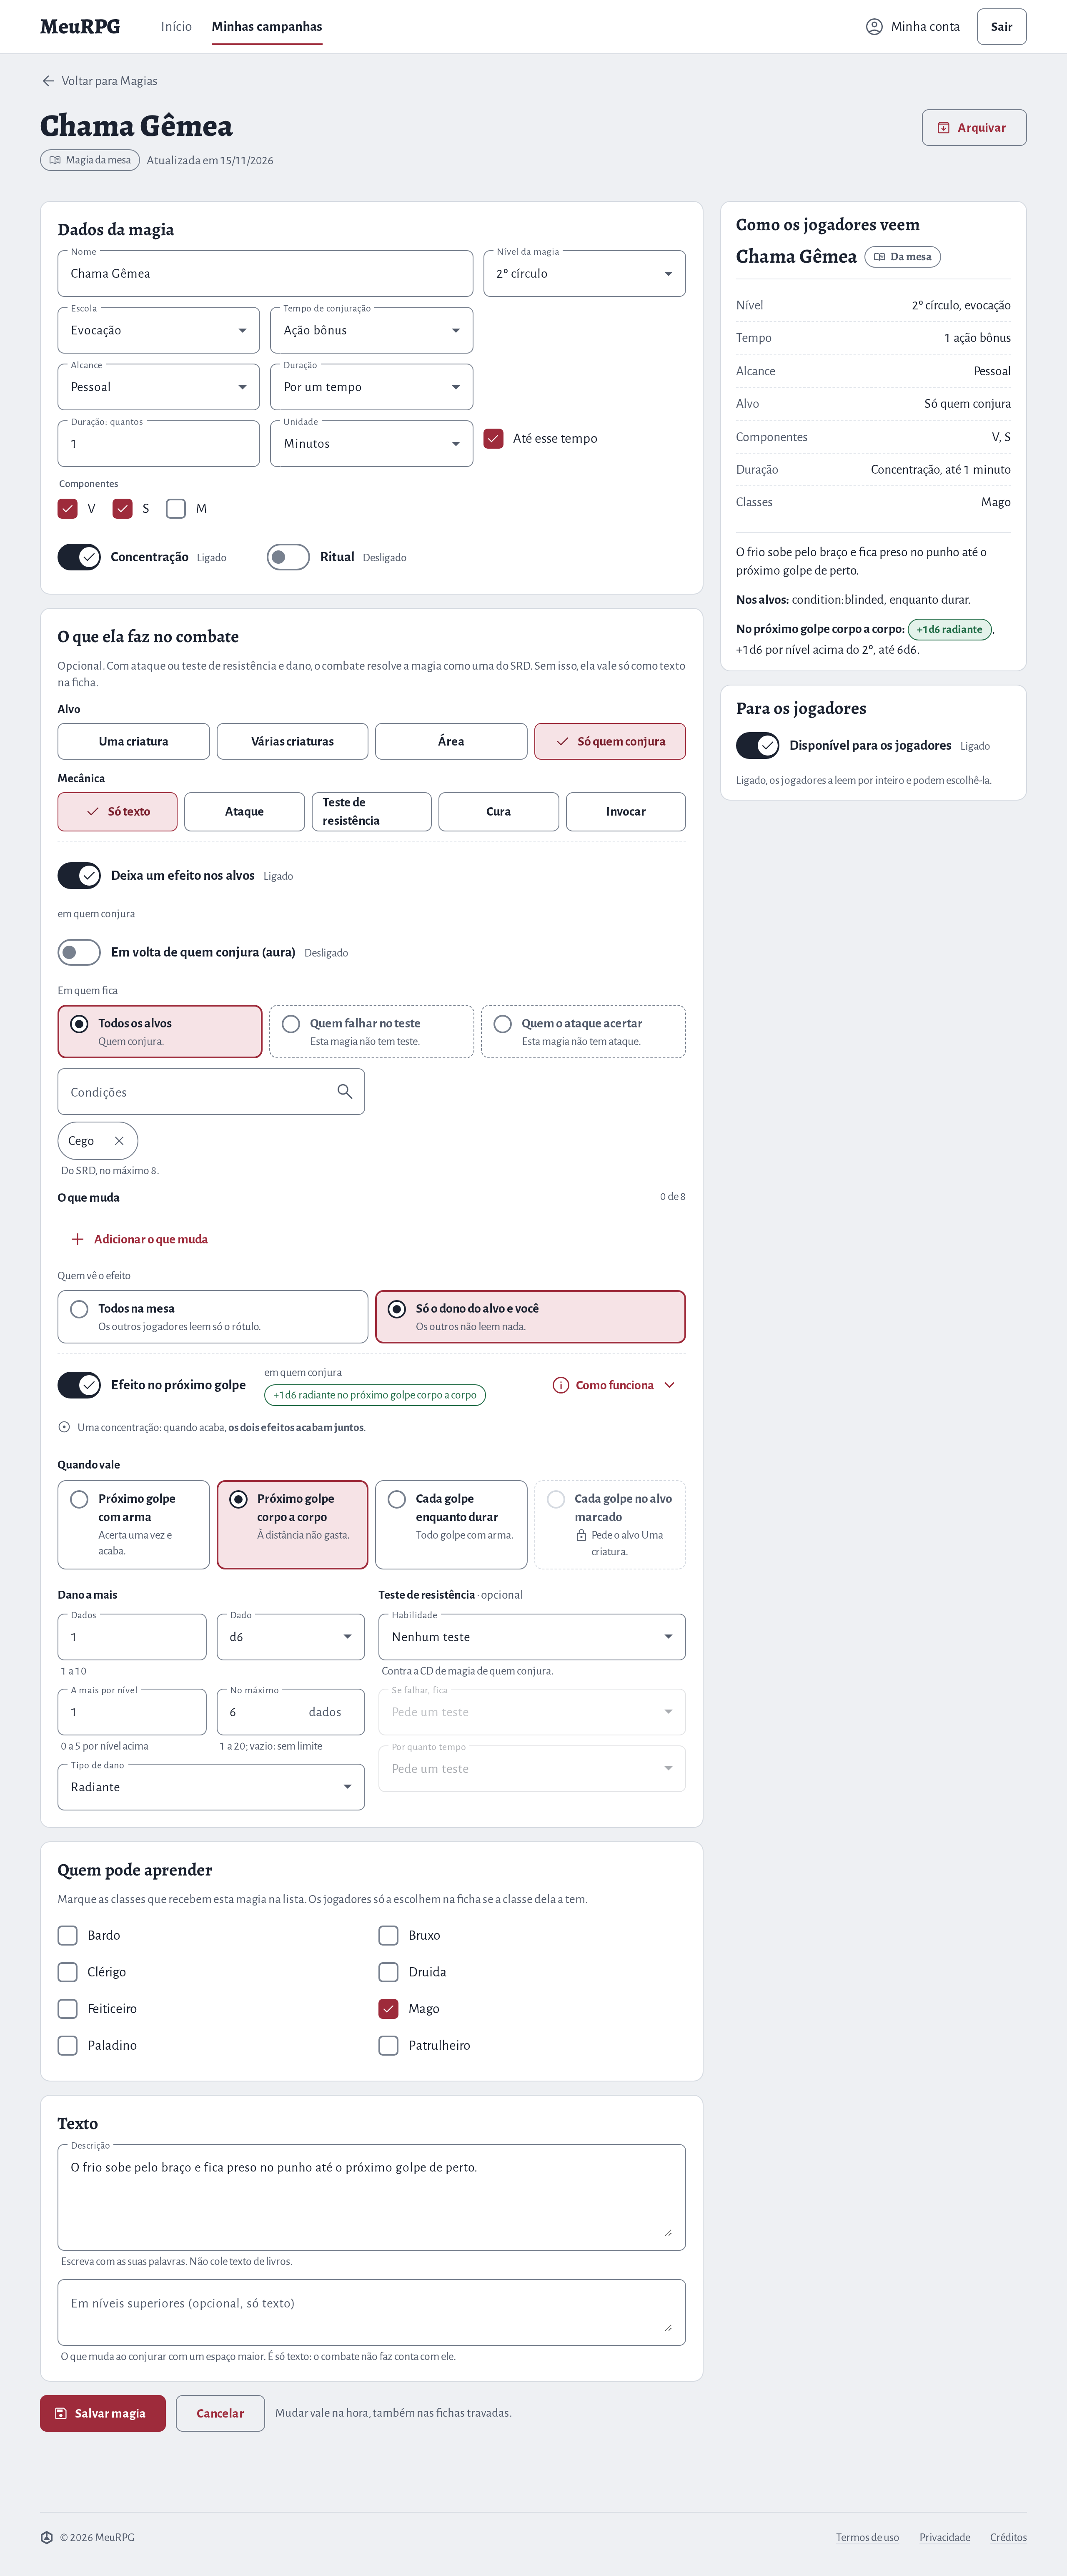 MeuRPG
Início
Minhas campanhas
Minha conta
Sair
Voltar para Magias
Chama Gêmea
Arquivar
Magia da mesa
Atualizada em 15/11/2026
Dados da magia
Nome
Chama Gêmea
Nível da magia
2º círculo
Escola
Evocação
Tempo de conjuração
Ação bônus
Alcance
Pessoal
Duração
Por um tempo
Duração: quantos
1
Unidade
Minutos
Até esse tempo
Componentes
V
S
M
Concentração Ligado
Ritual Desligado
O que ela faz no combate
Opcional. Com ataque ou teste de resistência e dano, o combate resolve a magia como uma do SRD. Sem isso, ela vale só como texto
na ficha.
Alvo
Uma criatura
Várias criaturas
Área
Só quem conjura
Mecânica
Só texto
Ataque
Teste de
resistência
Cura
Invocar
Deixa um efeito nos alvos Ligado
em quem conjura
Em volta de quem conjura (aura) Desligado
Em quem fica
Todos os alvos
Quem conjura.
Quem falhar no teste
Esta magia não tem teste.
Quem o ataque acertar
Esta magia não tem ataque.
Condições
Cego
Do SRD, no máximo 8.
O que muda
0 de 8
Adicionar o que muda
Quem vê o efeito
Todos na mesa
Os outros jogadores leem só o rótulo.
Só o dono do alvo e você
Os outros não leem nada.
Efeito no próximo golpe
em quem conjura
+1d6 radiante no próximo golpe corpo a corpo
Como funciona
Uma concentração: quando acaba, os dois efeitos acabam juntos.
Quando vale
Próximo golpe
com arma
Acerta uma vez e
acaba.
Próximo golpe
corpo a corpo
À distância não gasta.
Cada golpe
enquanto durar
Todo golpe com arma.
Cada golpe no alvo
marcado
Pede o alvo Uma
criatura.
Dano a mais
Dados
1
1 a 10
Dado
d6
A mais por nível
1
0 a 5 por nível acima
No máximo
6 dados
1 a 20; vazio: sem limite
Tipo de dano
Radiante
Teste de resistência · opcional
Habilidade
Nenhum teste
Contra a CD de magia de quem conjura.
Se falhar, fica
Pede um teste
Por quanto tempo
Pede um teste
Quem pode aprender
Marque as classes que recebem esta magia na lista. Os jogadores só a escolhem na ficha se a classe dela a tem.
Bardo
Bruxo
Clérigo
Druida
Feiticeiro
Mago
Paladino
Patrulheiro
Texto
Descrição
O frio sobe pelo braço e fica preso no punho até o próximo golpe de perto.
Escreva com as suas palavras. Não cole texto de livros.
Em níveis superiores (opcional, só texto)
O que muda ao conjurar com um espaço maior. É só texto: o combate não faz conta com ele.
Salvar magia
Cancelar
Mudar vale na hora, também nas fichas travadas.
Como os jogadores veem
Chama Gêmea
Da mesa
Nível
2º círculo, evocação
Tempo
1 ação bônus
Alcance
Pessoal
Alvo
Só quem conjura
Componentes
V, S
Duração
Concentração, até 1 minuto
Classes
Mago
O frio sobe pelo braço e fica preso no punho até o
próximo golpe de perto.
Nos alvos: condition:blinded, enquanto durar.
No próximo golpe corpo a corpo: +1d6 radiante,
+1d6 por nível acima do 2º, até 6d6.
Para os jogadores
Disponível para os jogadores Ligado
Ligado, os jogadores a leem por inteiro e podem escolhê-la.
© 2026 MeuRPG
Termos de uso
Privacidade
Créditos